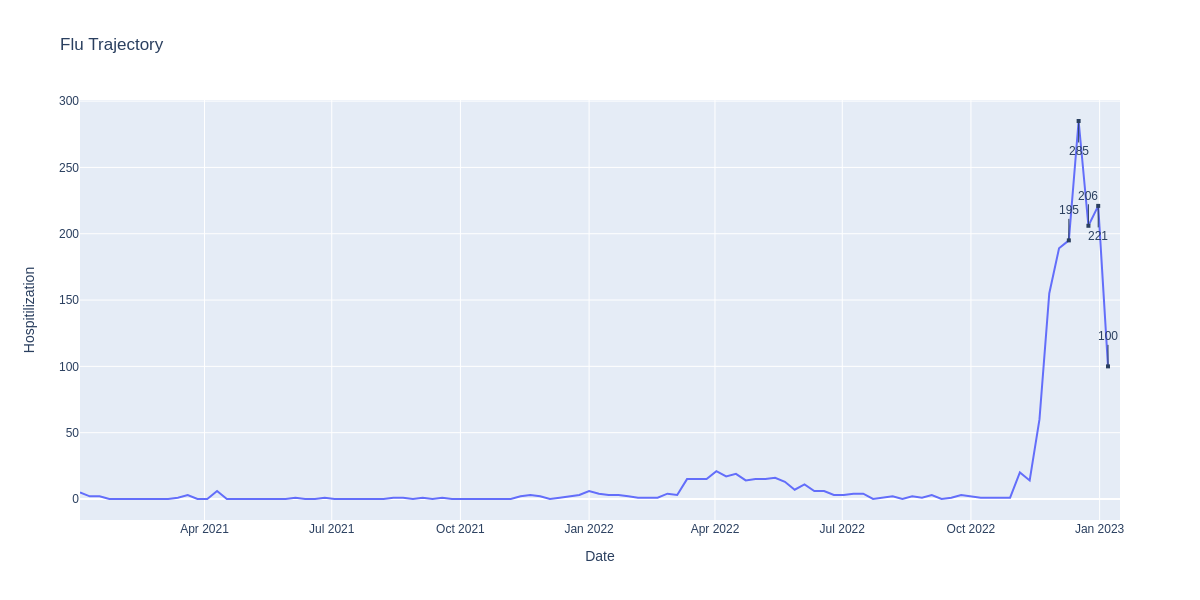 Flu Trajectory
300
250
200
150
100
50
0
285
206
195
221
100
Apr 2021
Jul 2021
Oct 2021
Jan 2022
Apr 2022
Jul 2022
Oct 2022
Jan 2023
Date
Hospitilization